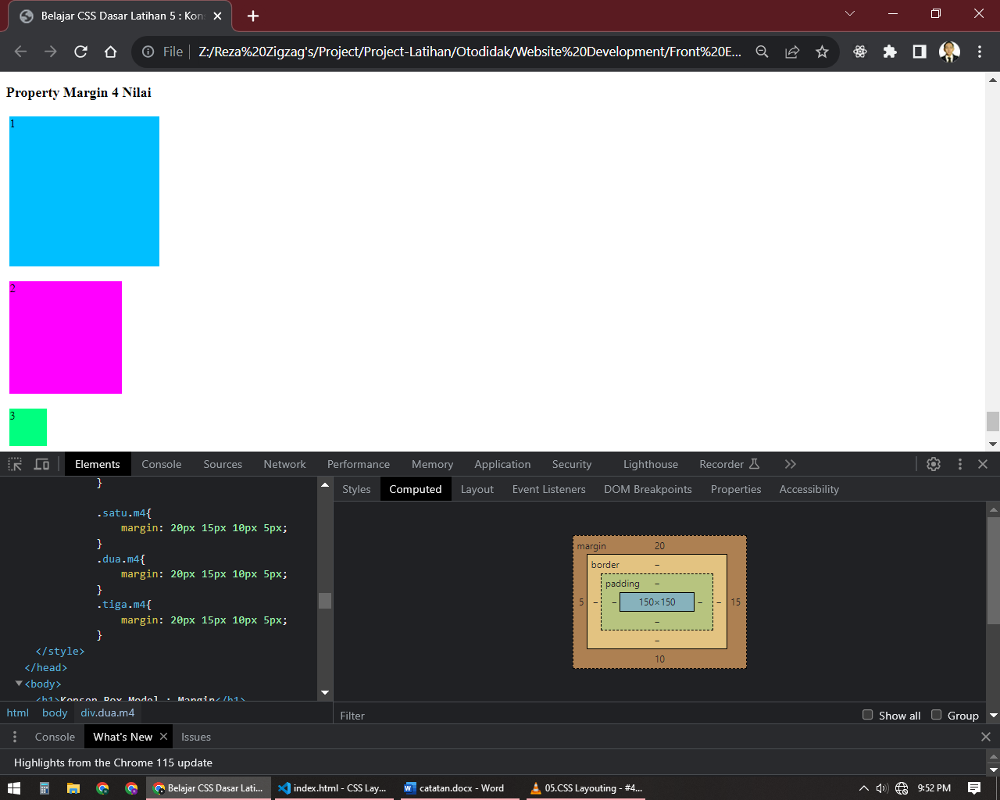 Belajar CSS Dasar Latihan 5 : Kons
File
Z:/Reza%20Zigzag's/Project/Project-Latihan/Otodidak/Website%20Development/Front%20E...
Property Margin 4 Nilai
1
2
3
Elements Console Sources Network Performance Memory Application Security Lighthouse Recorder
}
.satu.m4{
margin: 20px 15px 10px 5px;
}
.dua.m4{
margin: 20px 15px 10px 5px;
}
.tiga.m4{
margin: 20px 15px 10px 5px;
}
</style>
</head>
<body>
<h1>Konsep Box Model : Margin</h1>
html body div.dua.m4
Styles Computed Layout Event Listeners DOM Breakpoints Properties Accessibility
margin 20
border –
padding –
5 – – 150×150 – – 15
–
–
10
Filter Show all Group
Console What's New Issues
Highlights from the Chrome 115 update
Belajar CSS Dasar Lati... index.html - CSS Lay... catatan.docx - Word 05.CSS Layouting - #4... 9:52 PM